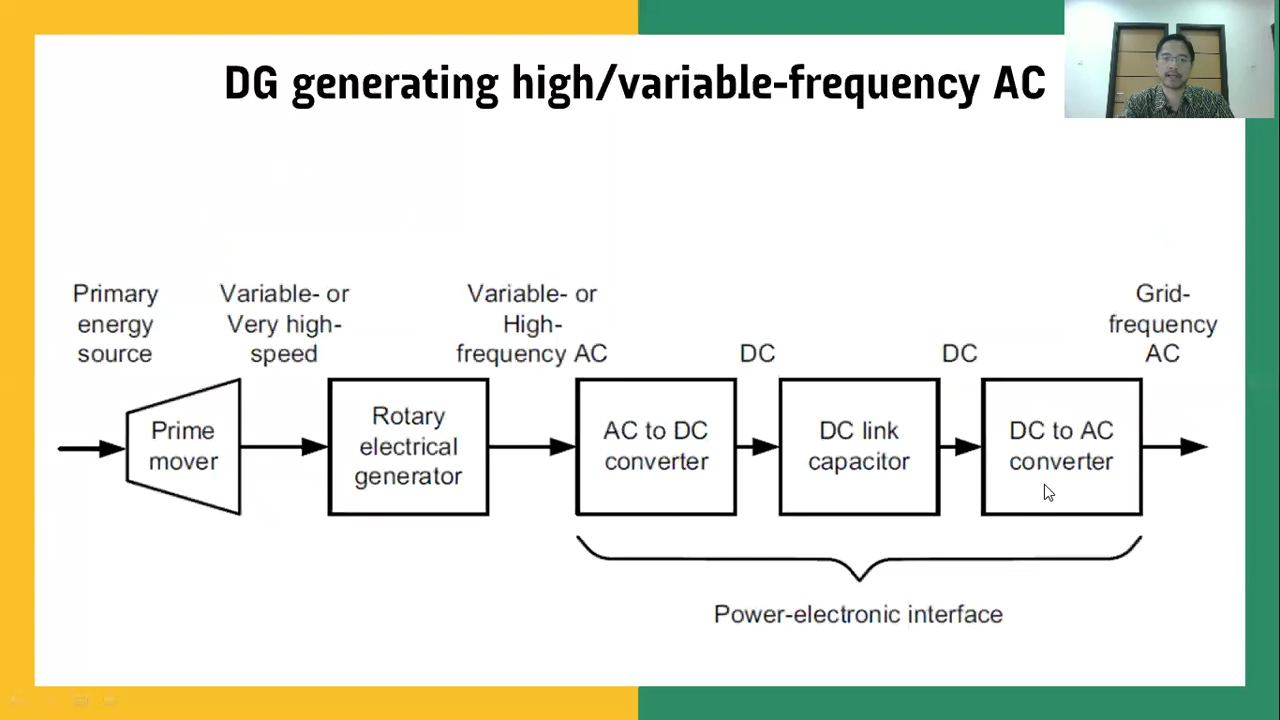 DG generating high/variable-frequency AC
Primary
energy
source
Variable- or
Very high-
speed
Variable- or
High-
frequency AC
DC
DC
Grid-
frequency
AC
Prime
mover
Rotary
electrical
generator
AC to DC
converter
DC link
capacitor
DC to AC
converter
Power-electronic interface